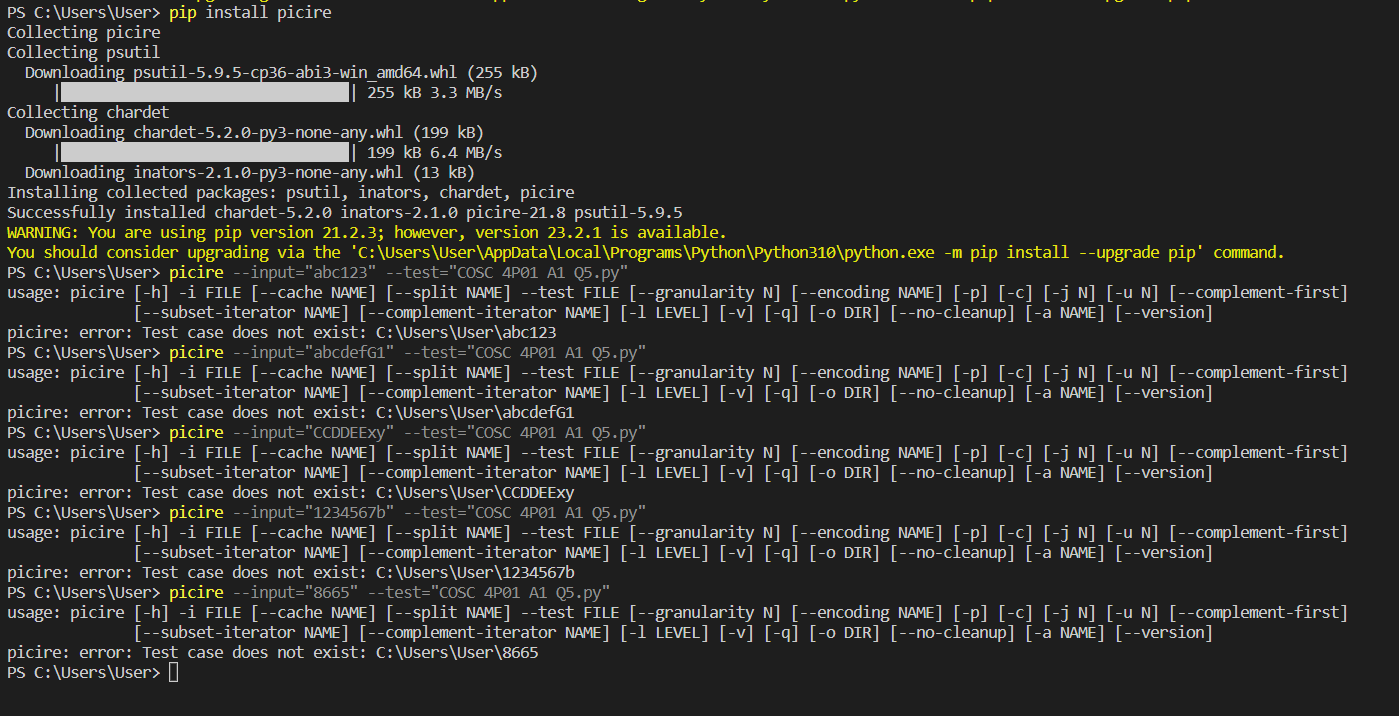 PS C:\Users\User> pip install picire
Collecting picire
Collecting psutil
  Downloading psutil-5.9.5-cp36-abi3-win_amd64.whl (255 kB)
     |████████████████████████████████| 255 kB 3.3 MB/s
Collecting chardet
  Downloading chardet-5.2.0-py3-none-any.whl (199 kB)
     |████████████████████████████████| 199 kB 6.4 MB/s
  Downloading inators-2.1.0-py3-none-any.whl (13 kB)
Installing collected packages: psutil, inators, chardet, picire
Successfully installed chardet-5.2.0 inators-2.1.0 picire-21.8 psutil-5.9.5
WARNING: You are using pip version 21.2.3; however, version 23.2.1 is available.
You should consider upgrading via the 'C:\Users\User\AppData\Local\Programs\Python\Python310\python.exe -m pip install --upgrade pip' command.
PS C:\Users\User> picire --input="abc123" --test="COSC 4P01 A1 Q5.py"
usage: picire [-h] -i FILE [--cache NAME] [--split NAME] --test FILE [--granularity N] [--encoding NAME] [-p] [-c] [-j N] [-u N] [--complement-first]
              [--subset-iterator NAME] [--complement-iterator NAME] [-l LEVEL] [-v] [-q] [-o DIR] [--no-cleanup] [-a NAME] [--version]
picire: error: Test case does not exist: C:\Users\User\abc123
PS C:\Users\User> picire --input="abcdefG1" --test="COSC 4P01 A1 Q5.py"
usage: picire [-h] -i FILE [--cache NAME] [--split NAME] --test FILE [--granularity N] [--encoding NAME] [-p] [-c] [-j N] [-u N] [--complement-first]
              [--subset-iterator NAME] [--complement-iterator NAME] [-l LEVEL] [-v] [-q] [-o DIR] [--no-cleanup] [-a NAME] [--version]
picire: error: Test case does not exist: C:\Users\User\abcdefG1
PS C:\Users\User> picire --input="CCDDEExy" --test="COSC 4P01 A1 Q5.py"
usage: picire [-h] -i FILE [--cache NAME] [--split NAME] --test FILE [--granularity N] [--encoding NAME] [-p] [-c] [-j N] [-u N] [--complement-first]
              [--subset-iterator NAME] [--complement-iterator NAME] [-l LEVEL] [-v] [-q] [-o DIR] [--no-cleanup] [-a NAME] [--version]
picire: error: Test case does not exist: C:\Users\User\CCDDEExy
PS C:\Users\User> picire --input="1234567b" --test="COSC 4P01 A1 Q5.py"
usage: picire [-h] -i FILE [--cache NAME] [--split NAME] --test FILE [--granularity N] [--encoding NAME] [-p] [-c] [-j N] [-u N] [--complement-first]
              [--subset-iterator NAME] [--complement-iterator NAME] [-l LEVEL] [-v] [-q] [-o DIR] [--no-cleanup] [-a NAME] [--version]
picire: error: Test case does not exist: C:\Users\User\1234567b
PS C:\Users\User> picire --input="8665" --test="COSC 4P01 A1 Q5.py"
usage: picire [-h] -i FILE [--cache NAME] [--split NAME] --test FILE [--granularity N] [--encoding NAME] [-p] [-c] [-j N] [-u N] [--complement-first]
              [--subset-iterator NAME] [--complement-iterator NAME] [-l LEVEL] [-v] [-q] [-o DIR] [--no-cleanup] [-a NAME] [--version]
picire: error: Test case does not exist: C:\Users\User\8665
PS C:\Users\User>